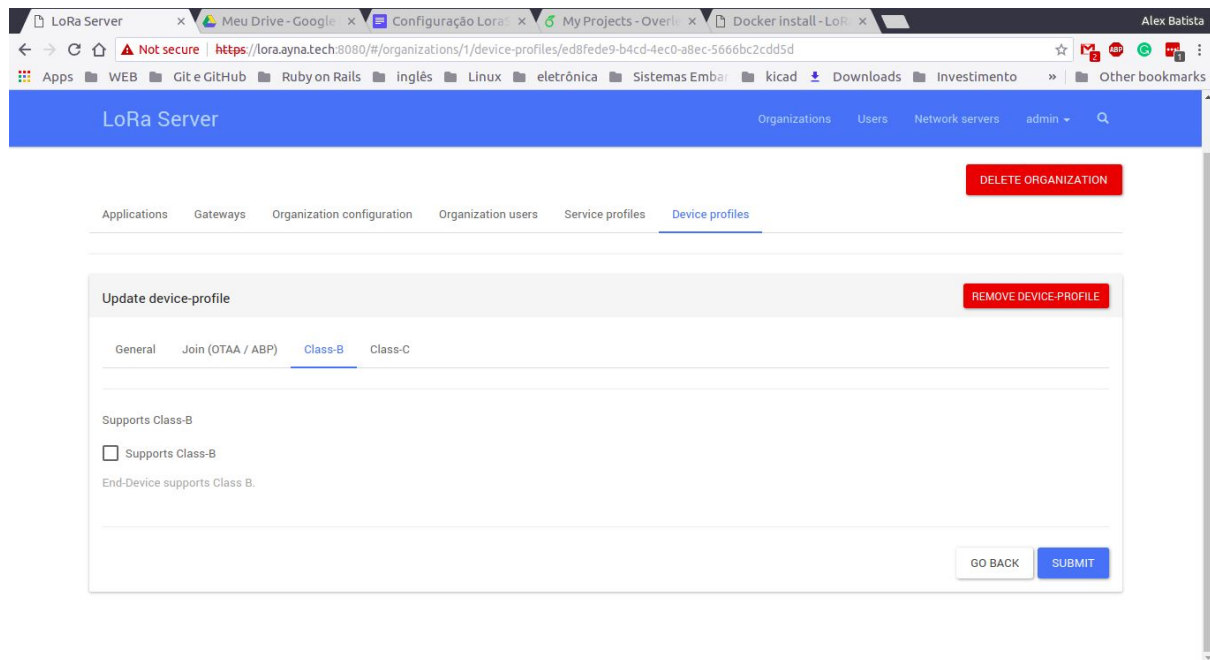 LoRa Server Meu Drive - Google Configuração LoraS My Projects - Overle Docker install - LoR Alex Batista
Not secure https://lora.ayna.tech:8080/#/organizations/1/device-profiles/ed8fede9-b4cd-4ec0-a8ec-5666bc2cdd5d 2 ABP 1
Apps WEB Git e GitHub Ruby on Rails inglês Linux eletrônica Sistemas Embar kicad Downloads Investimento » Other bookmarks
LoRa Server Organizations Users Network servers admin
DELETE ORGANIZATION
Applications Gateways Organization configuration Organization users Service profiles Device profiles
Update device-profile REMOVE DEVICE-PROFILE
General Join (OTAA / ABP) Class-B Class-C
Supports Class-B
Supports Class-B
End-Device supports Class B.
GO BACK SUBMIT